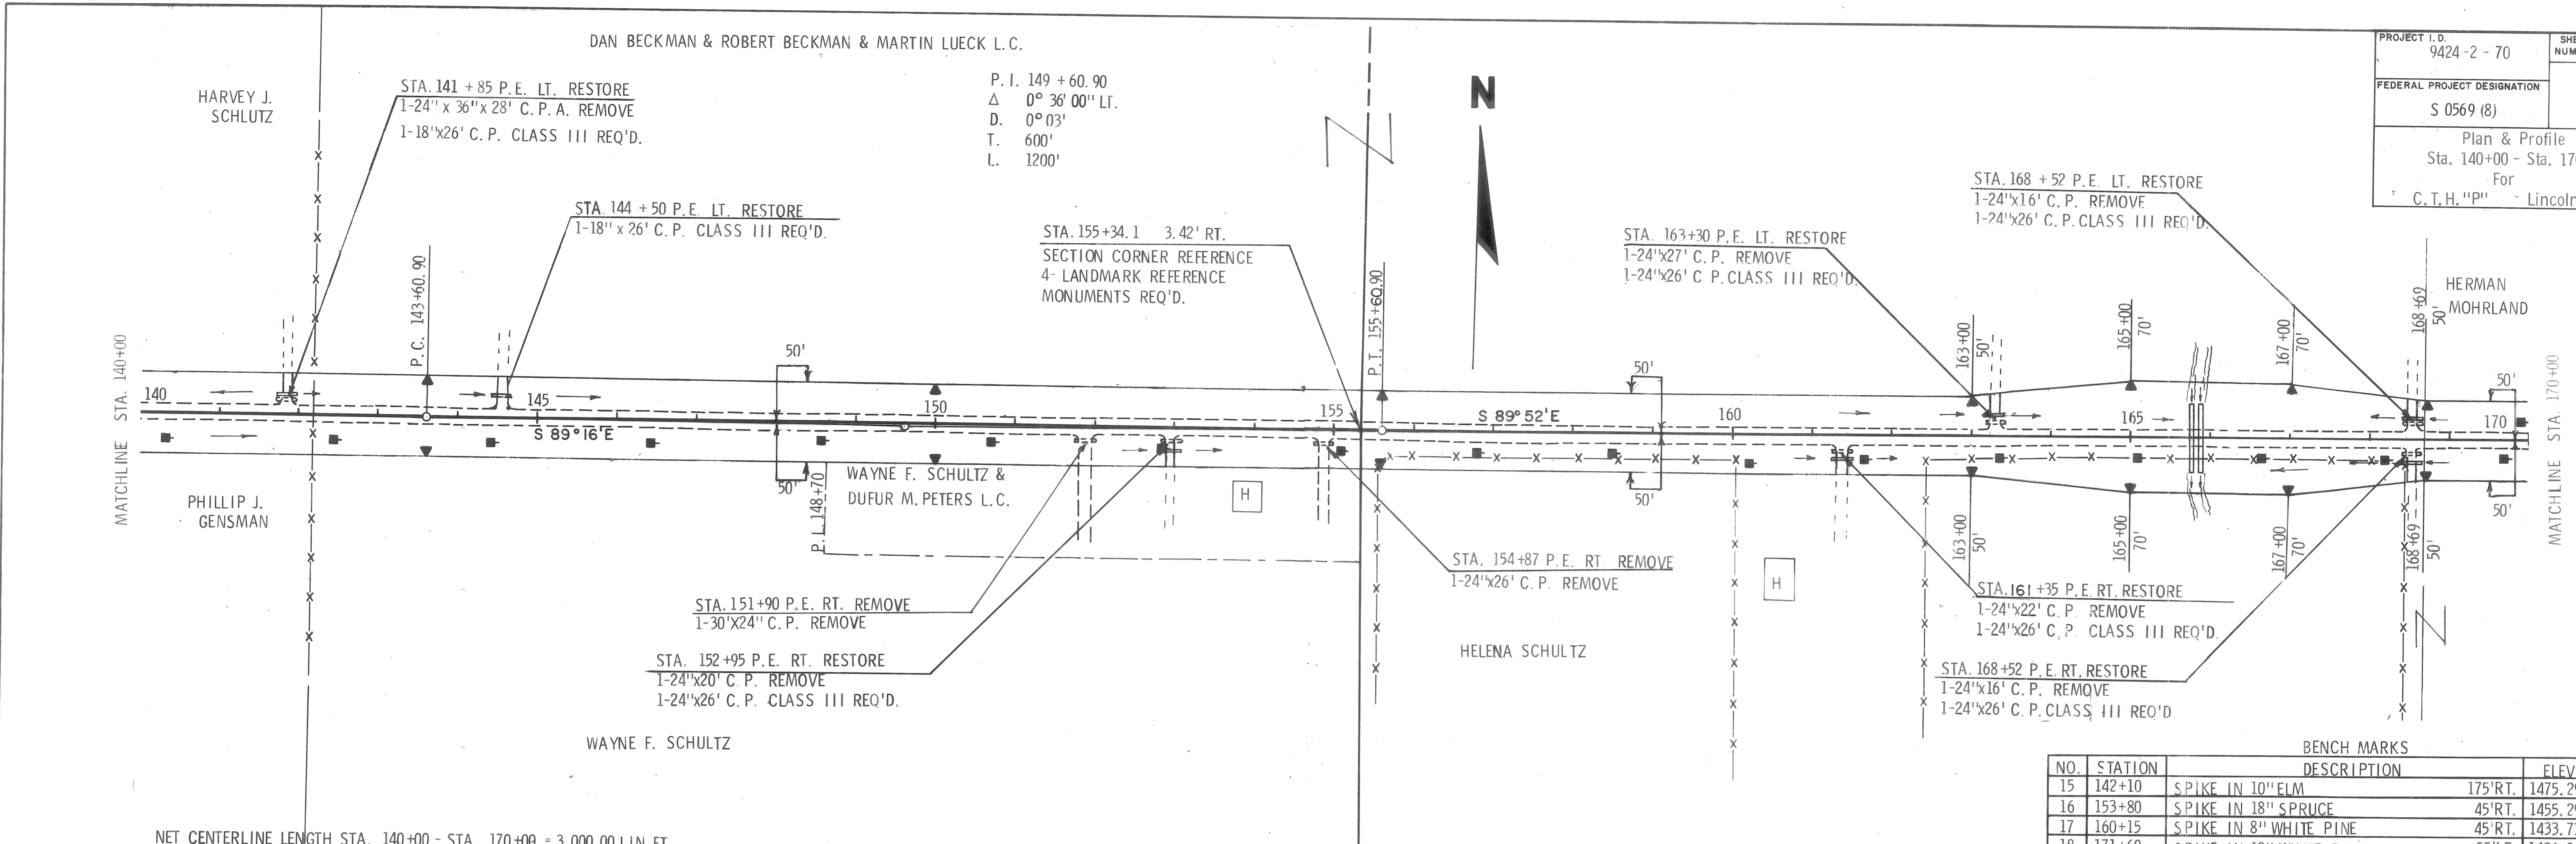 DAN BECKMAN & ROBERT BECKMAN & MARTIN LUECK L.C.
PROJECT I.D.
9424-2-70
FEDERAL PROJECT DESIGNATION
S 0569 (8)
Plan & Profile
Sta. 140+00 - Sta.
For
C.T.H. "P"
HARVEY J.
SCHLUTZ
STA. 141 + 85 P.E. LT. RESTORE
1-24" x 36" x 28' C.P.A. REMOVE
1-18"x26' C.P. CLASS III REQ'D.
P.I. 149 + 60.90
Δ 0° 36' 00" LT.
D. 0° 03'
T. 600'
L. 1200'
N
STA. 144 + 50 P.E. LT. RESTORE
1-18" x 26' C.P. CLASS III REQ'D.
STA. 155+34.1 3.42' RT.
SECTION CORNER REFERENCE
4- LANDMARK REFERENCE
MONUMENTS REQ'D.
STA. 163+30 P.E. LT. RESTORE
1-24"x27' C.P. REMOVE
1-24"x26' C.P. CLASS III REQ'D.
STA. 168 + 52 P.E. LT. RESTORE
1-24"x16' C.P. REMOVE
1-24"x26' C.P. CLASS III REQ'D.
HERMAN
MOHRLAND
MATCHLINE STA. 140+00
P.C. 143+60.90
P.T. 155+60.90
163+00
50'
165+00
70'
167+00
70'
168+69
50'
MATCHLINE STA. 170+00
50'
50'
50'
140
145
150
155
160
165
170
S 89° 16' E
S 89° 52' E
50'
50'
50'
P.L. 148+70
WAYNE F. SCHULTZ &
DUFUR M. PETERS L.C.
H
H
PHILLIP J.
GENSMAN
163+00
50'
165+00
70'
167+00
70'
168+69
50'
STA. 151+90 P.E. RT. REMOVE
1-30'X24" C.P. REMOVE
STA. 152+95 P.E. RT. RESTORE
1-24"x20' C.P. REMOVE
1-24"x26' C.P. CLASS III REQ'D.
STA. 154+87 P.E. RT REMOVE
1-24"x26' C.P. REMOVE
STA. 161 +35 P.E. RT. RESTORE
1-24"x22' C.P. REMOVE
1-24"x26' C.P. CLASS III REQ'D.
STA. 168+52 P.E. RT. RESTORE
1-24"x16' C.P. REMOVE
1-24"x26' C.P. CLASS III REQ'D
HELENA SCHULTZ
WAYNE F. SCHULTZ
BENCH MARKS
NO. STATION DESCRIPTION
15 142+10 SPIKE IN 10" ELM 175'RT.
16 153+80 SPIKE IN 18" SPRUCE 45'RT.
17 160+15 SPIKE IN 8" WHITE PINE 45'RT.
NET CENTERLINE LENGTH STA. 140+00 - STA. 170+00 = 3,000.00 LIN. FT.